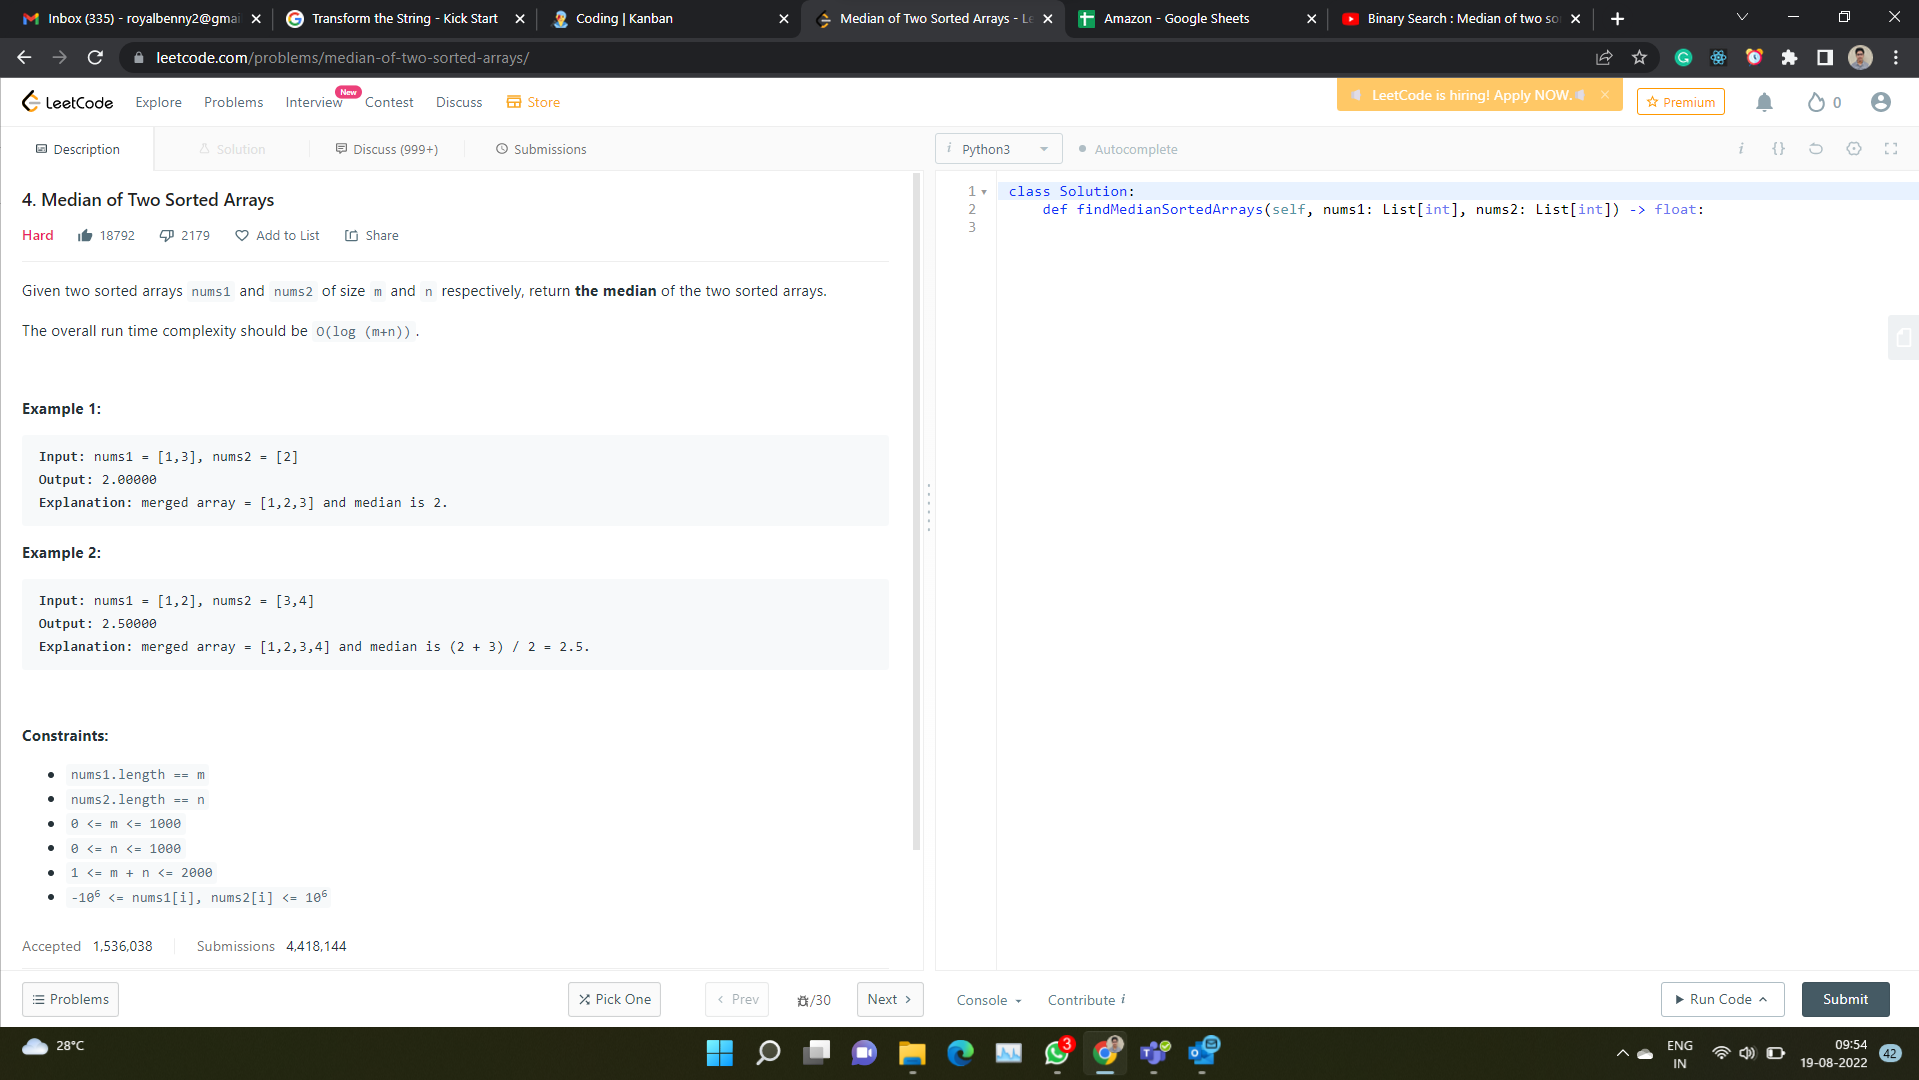 Inbox (335) - royalbenny2@gmai
Transform the String - Kick Start
Coding | Kanban
Median of Two Sorted Arrays - Le
Amazon - Google Sheets
Binary Search : Median of two so
leetcode.com/problems/median-of-two-sorted-arrays/
LeetCode Explore Problems Interview New Contest Discuss Store
LeetCode is hiring! Apply NOW.
Premium 0
Description Solution Discuss (999+) Submissions
i Python3 Autocomplete i {}
4. Median of Two Sorted Arrays
Hard 18792 2179 Add to List Share
Given two sorted arrays nums1 and nums2 of size m and n respectively, return the median of the two sorted arrays.
The overall run time complexity should be O(log (m+n)).
Example 1:
Input: nums1 = [1,3], nums2 = [2]
Output: 2.00000
Explanation: merged array = [1,2,3] and median is 2.
Example 2:
Input: nums1 = [1,2], nums2 = [3,4]
Output: 2.50000
Explanation: merged array = [1,2,3,4] and median is (2 + 3) / 2 = 2.5.
Constraints:
nums1.length == m
nums2.length == n
0 <= m <= 1000
0 <= n <= 1000
1 <= m + n <= 2000
-10⁶ <= nums1[i], nums2[i] <= 10⁶
Accepted 1,536,038 Submissions 4,418,144
1 class Solution:
2 def findMedianSortedArrays(self, nums1: List[int], nums2: List[int]) -> float:
3
Problems Pick One Prev /30 Next Console Contribute i Run Code Submit
28°C
3
ENG
IN
09:54
19-08-2022
42